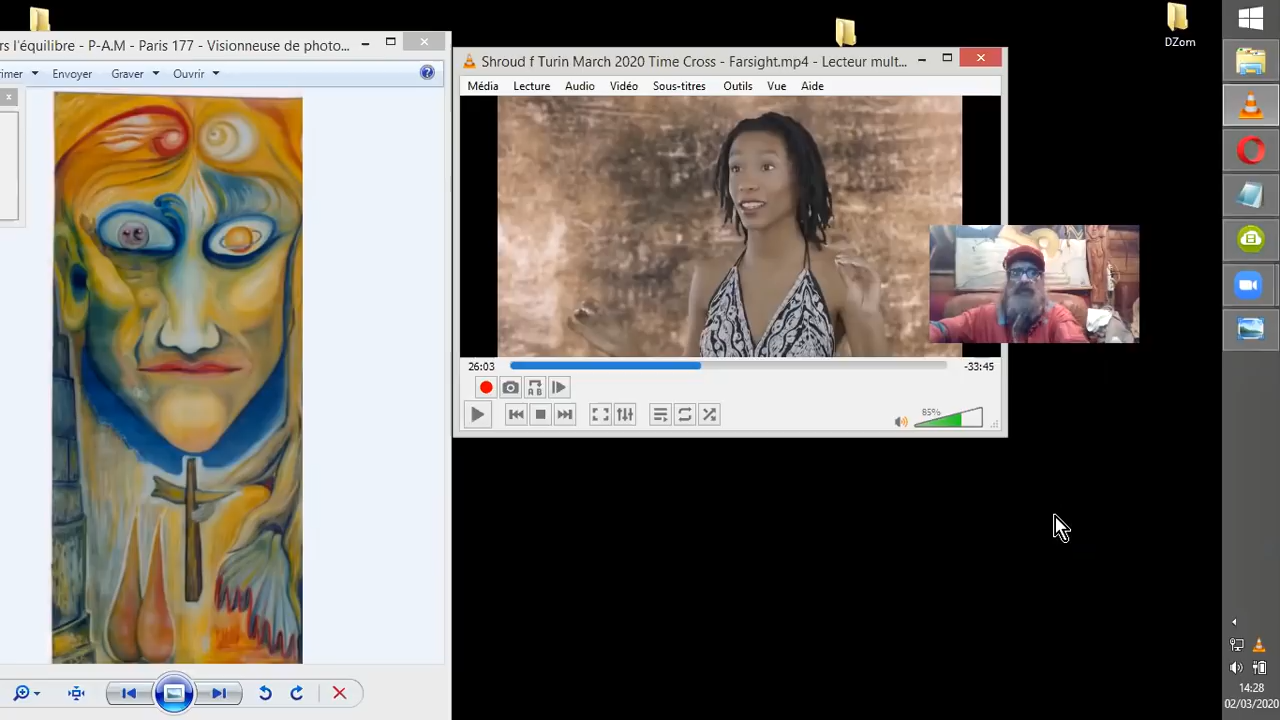 DZom
rs l'équilibre - P-A-M - Paris 177 - Visionneuse de photo...
imer Envoyer Graver Ouvrir
Shroud f Turin March 2020 Time Cross - Farsight.mp4 - Lecteur mult...
Média Lecture Audio Vidéo Sous-titres Outils Vue Aide
26:03 -33:45
A B
85%
14:28
02/03/2020